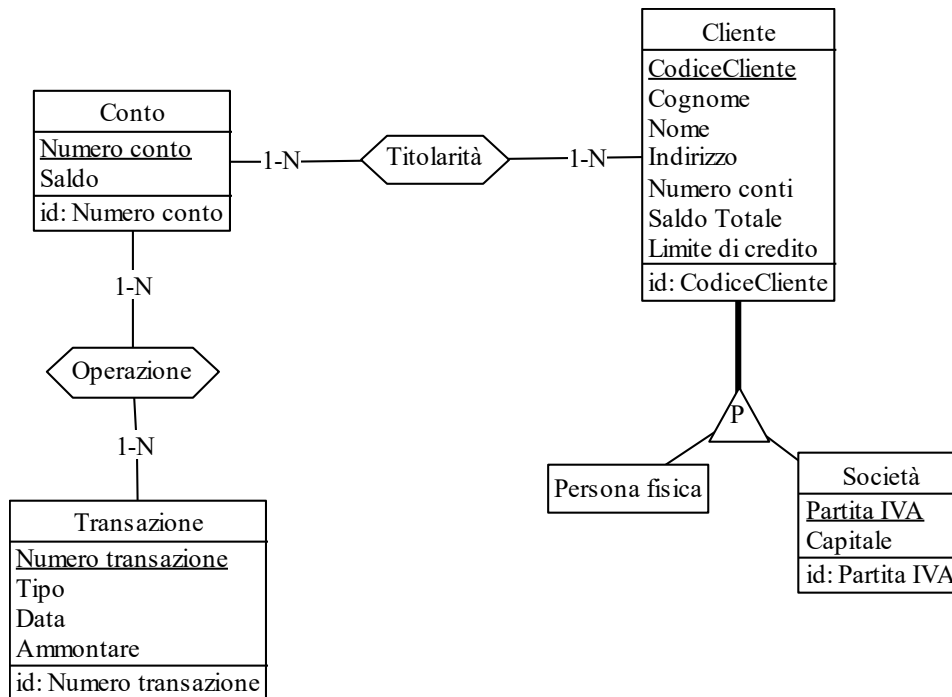 Cliente
CodiceCliente
Cognome
Nome
Indirizzo
Numero conti
Saldo Totale
Limite di credito
id: CodiceCliente
Conto
Numero conto
Saldo
id: Numero conto
1-N
Titolarità
1-N
1-N
Operazione
1-N
P
Persona fisica
Società
Partita IVA
Capitale
id: Partita IVA
Transazione
Numero transazione
Tipo
Data
Ammontare
id: Numero transazione